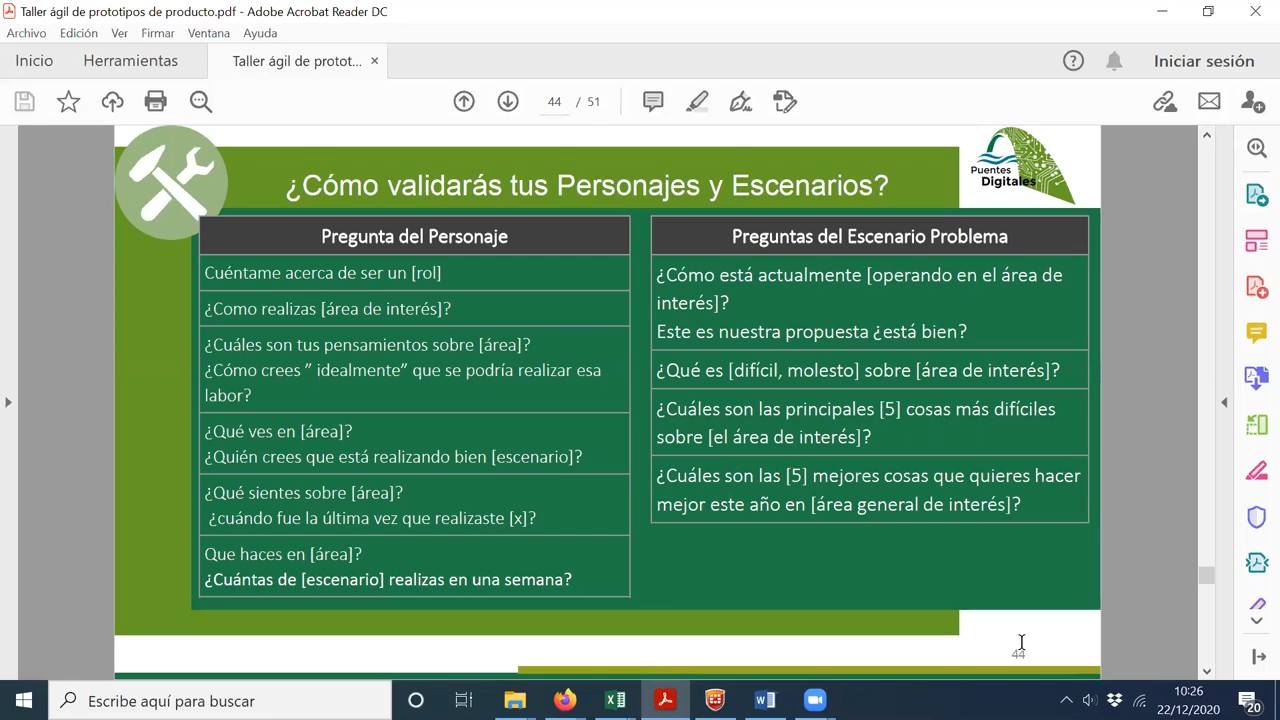 Taller ágil de prototipos de producto.pdf - Adobe Acrobat Reader DC
Archivo Edición Ver Firmar Ventana Ayuda
Inicio Herramientas Taller ágil de protot... Iniciar sesión
44 / 51
¿Cómo validarás tus Personajes y Escenarios?
Puentes
Digitales
Pregunta del Personaje
Cuéntame acerca de ser un [rol]
¿Como realizas [área de interés]?
¿Cuáles son tus pensamientos sobre [área]?
¿Cómo crees ” idealmente” que se podría realizar esa
labor?
¿Qué ves en [área]?
¿Quién crees que está realizando bien [escenario]?
¿Qué sientes sobre [área]?
¿cuándo fue la última vez que realizaste [x]?
Que haces en [área]?
¿Cuántas de [escenario] realizas en una semana?
Preguntas del Escenario Problema
¿Cómo está actualmente [operando en el área de
interés]?
Este es nuestra propuesta ¿está bien?
¿Qué es [difícil, molesto] sobre [área de interés]?
¿Cuáles son las principales [5] cosas más difíciles
sobre [el área de interés]?
¿Cuáles son las [5] mejores cosas que quieres hacer
mejor este año en [área general de interés]?
44
Escribe aquí para buscar
10:26
22/12/2020
20